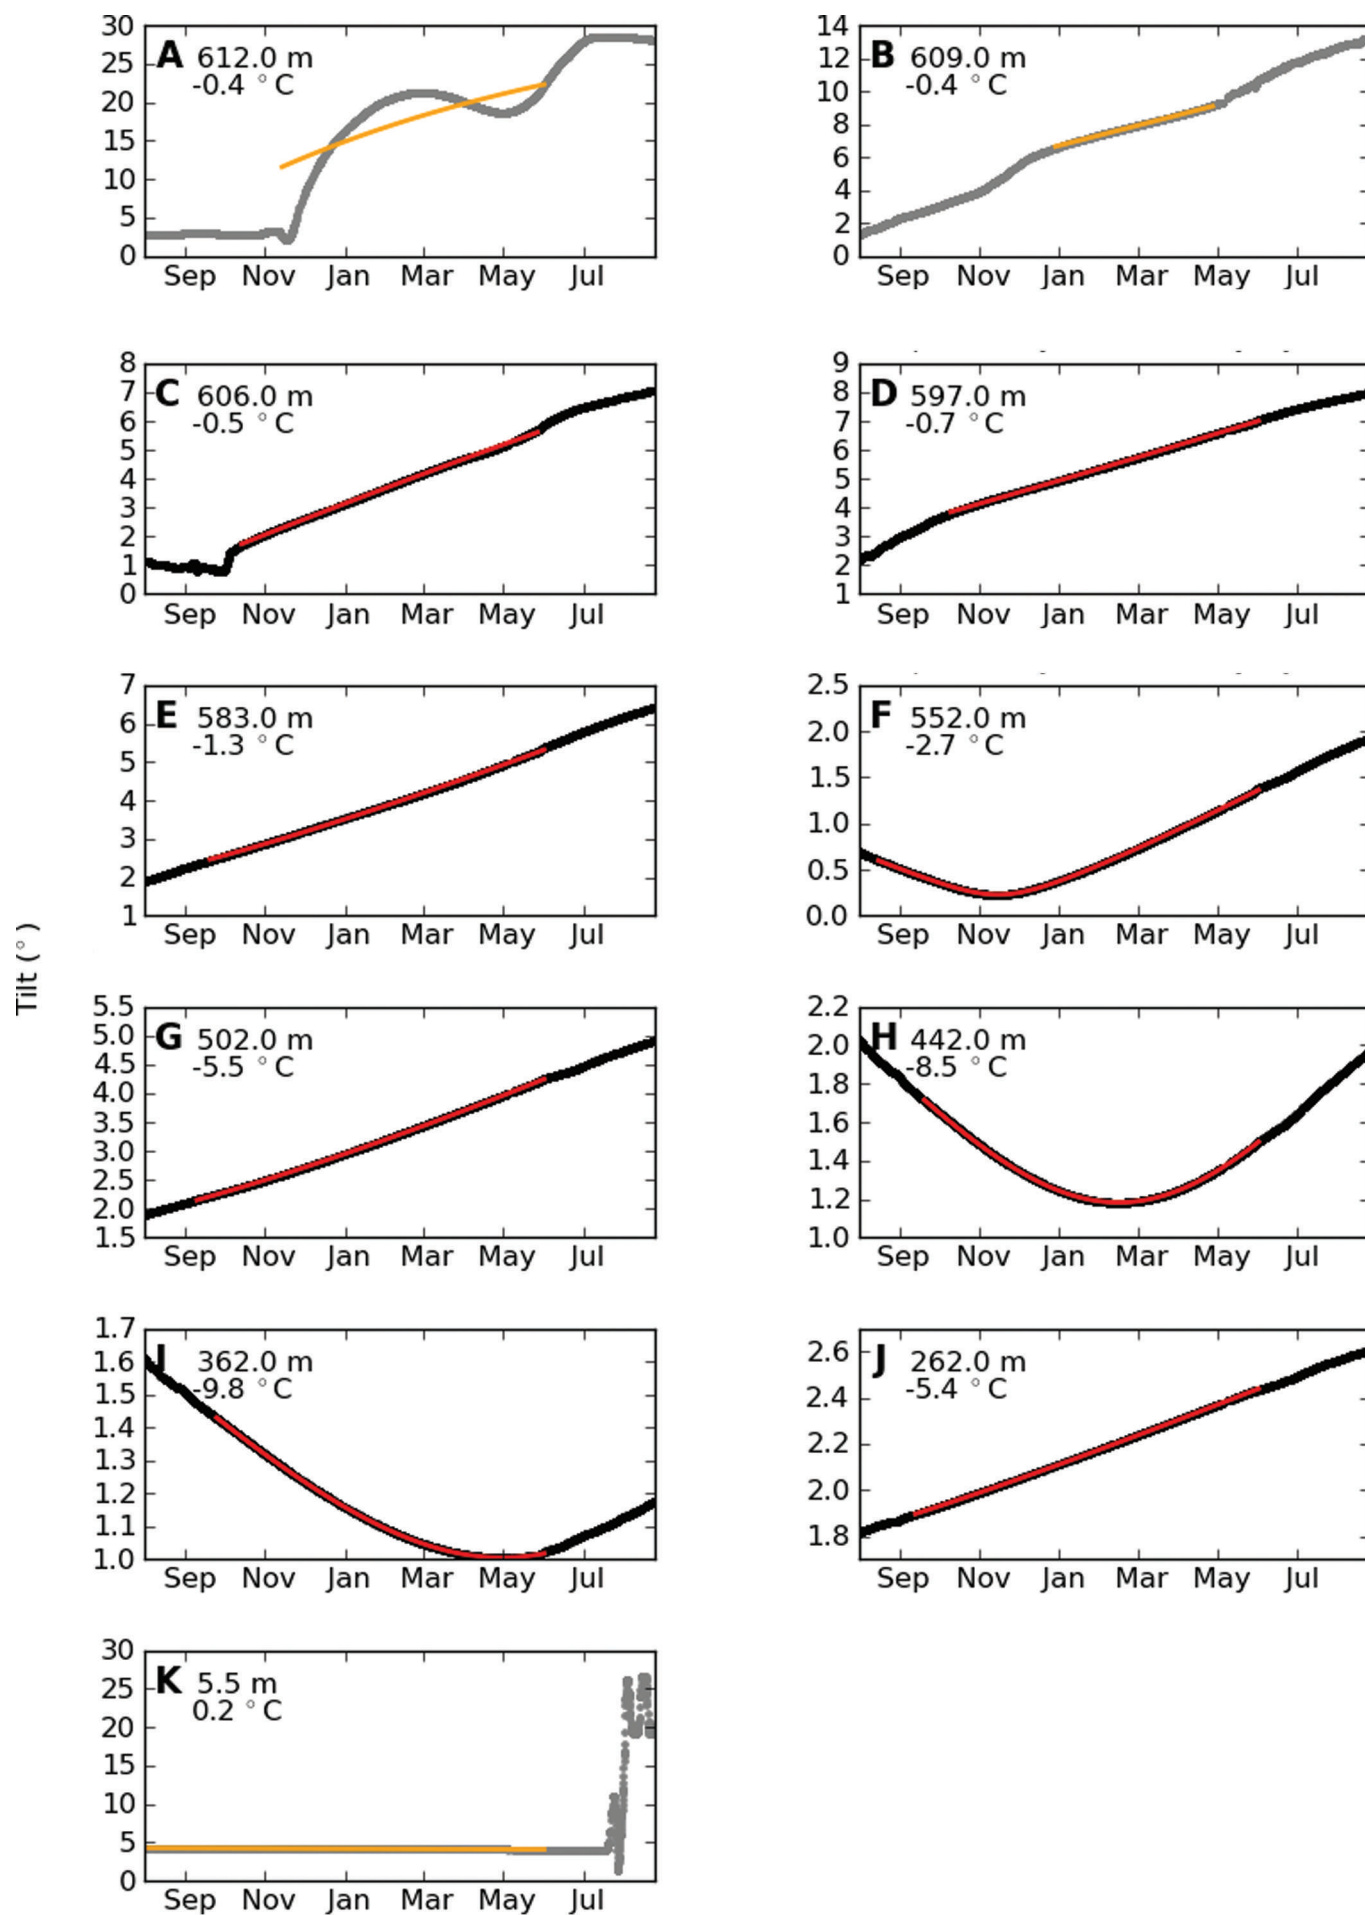 30
25
20
15
10
5
0
A 612.0 m
-0.4 °C
Sep Nov Jan Mar May Jul
14
12
10
8
6
4
2
0
B 609.0 m
-0.4 °C
Sep Nov Jan Mar May Jul
8
7
6
5
4
3
2
1
0
C 606.0 m
-0.5 °C
Sep Nov Jan Mar May Jul
9
8
7
6
5
4
3
2
1
D 597.0 m
-0.7 °C
Sep Nov Jan Mar May Jul
7
6
5
4
3
2
1
E 583.0 m
-1.3 °C
Sep Nov Jan Mar May Jul
2.5
2.0
1.5
1.0
0.5
0.0
F 552.0 m
-2.7 °C
Sep Nov Jan Mar May Jul
Tilt (°)
5.5
5.0
4.5
4.0
3.5
3.0
2.5
2.0
1.5
G 502.0 m
-5.5 °C
Sep Nov Jan Mar May Jul
2.2
2.0
1.8
1.6
1.4
1.2
1.0
H 442.0 m
-8.5 °C
Sep Nov Jan Mar May Jul
1.7
1.6
1.5
1.4
1.3
1.2
1.1
1.0
I 362.0 m
-9.8 °C
Sep Nov Jan Mar May Jul
2.6
2.4
2.2
2.0
1.8
J 262.0 m
-5.4 °C
Sep Nov Jan Mar May Jul
30
25
20
15
10
5
0
K 5.5 m
0.2 °C
Sep Nov Jan Mar May Jul